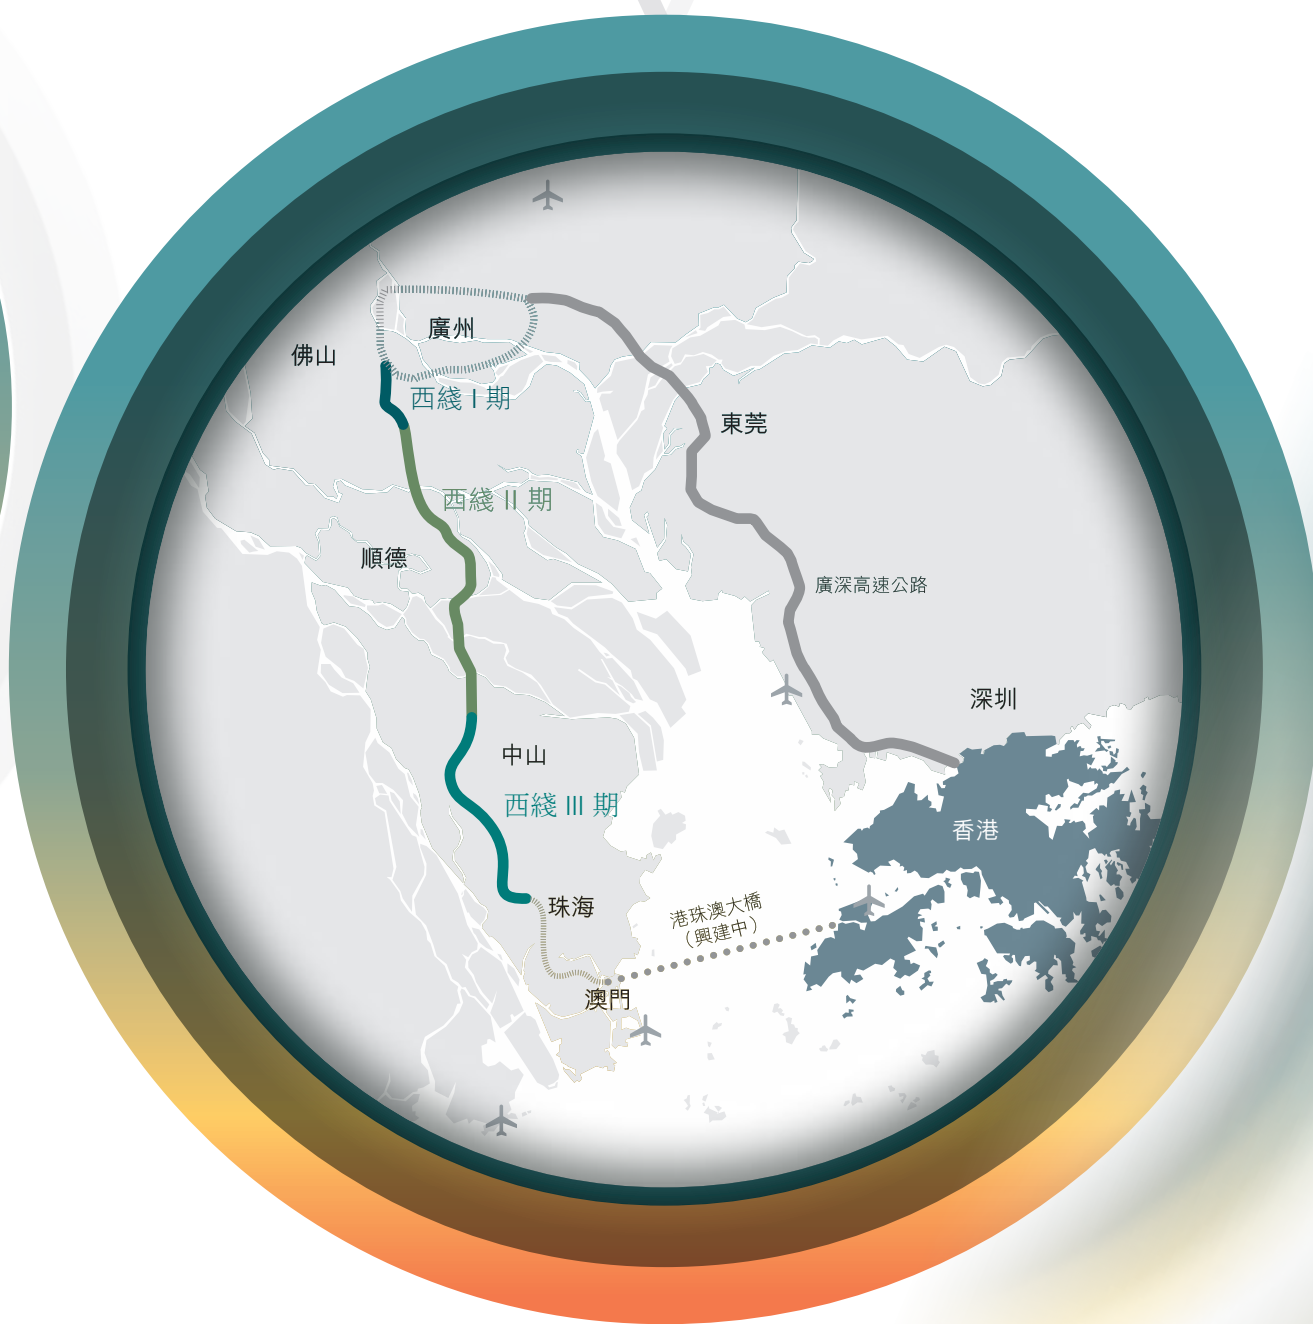 廣州
佛山
西綫 I 期
東莞
西綫 II 期
順德
廣深高速公路
深圳
中山
西綫 III 期
香港
珠海
港珠澳大橋
（興建中）
澳門